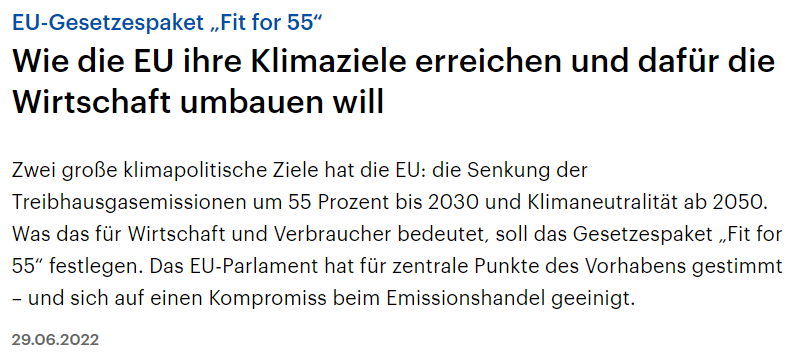 EU-Gesetzespaket „Fit for 55“
Wie die EU ihre Klimaziele erreichen und dafür die
Wirtschaft umbauen will
Zwei große klimapolitische Ziele hat die EU: die Senkung der
Treibhausgasemissionen um 55 Prozent bis 2030 und Klimaneutralität ab 2050.
Was das für Wirtschaft und Verbraucher bedeutet, soll das Gesetzespaket „Fit for
55“ festlegen. Das EU-Parlament hat für zentrale Punkte des Vorhabens gestimmt
– und sich auf einen Kompromiss beim Emissionshandel geeinigt.
29.06.2022